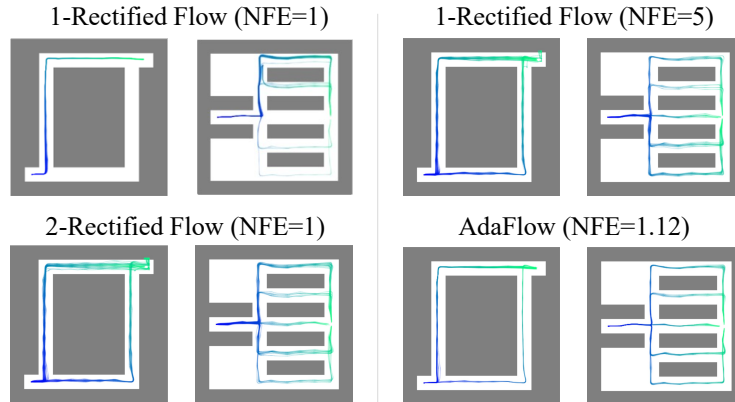 1-Rectified Flow (NFE=1)
1-Rectified Flow (NFE=5)
2-Rectified Flow (NFE=1)
AdaFlow (NFE=1.12)